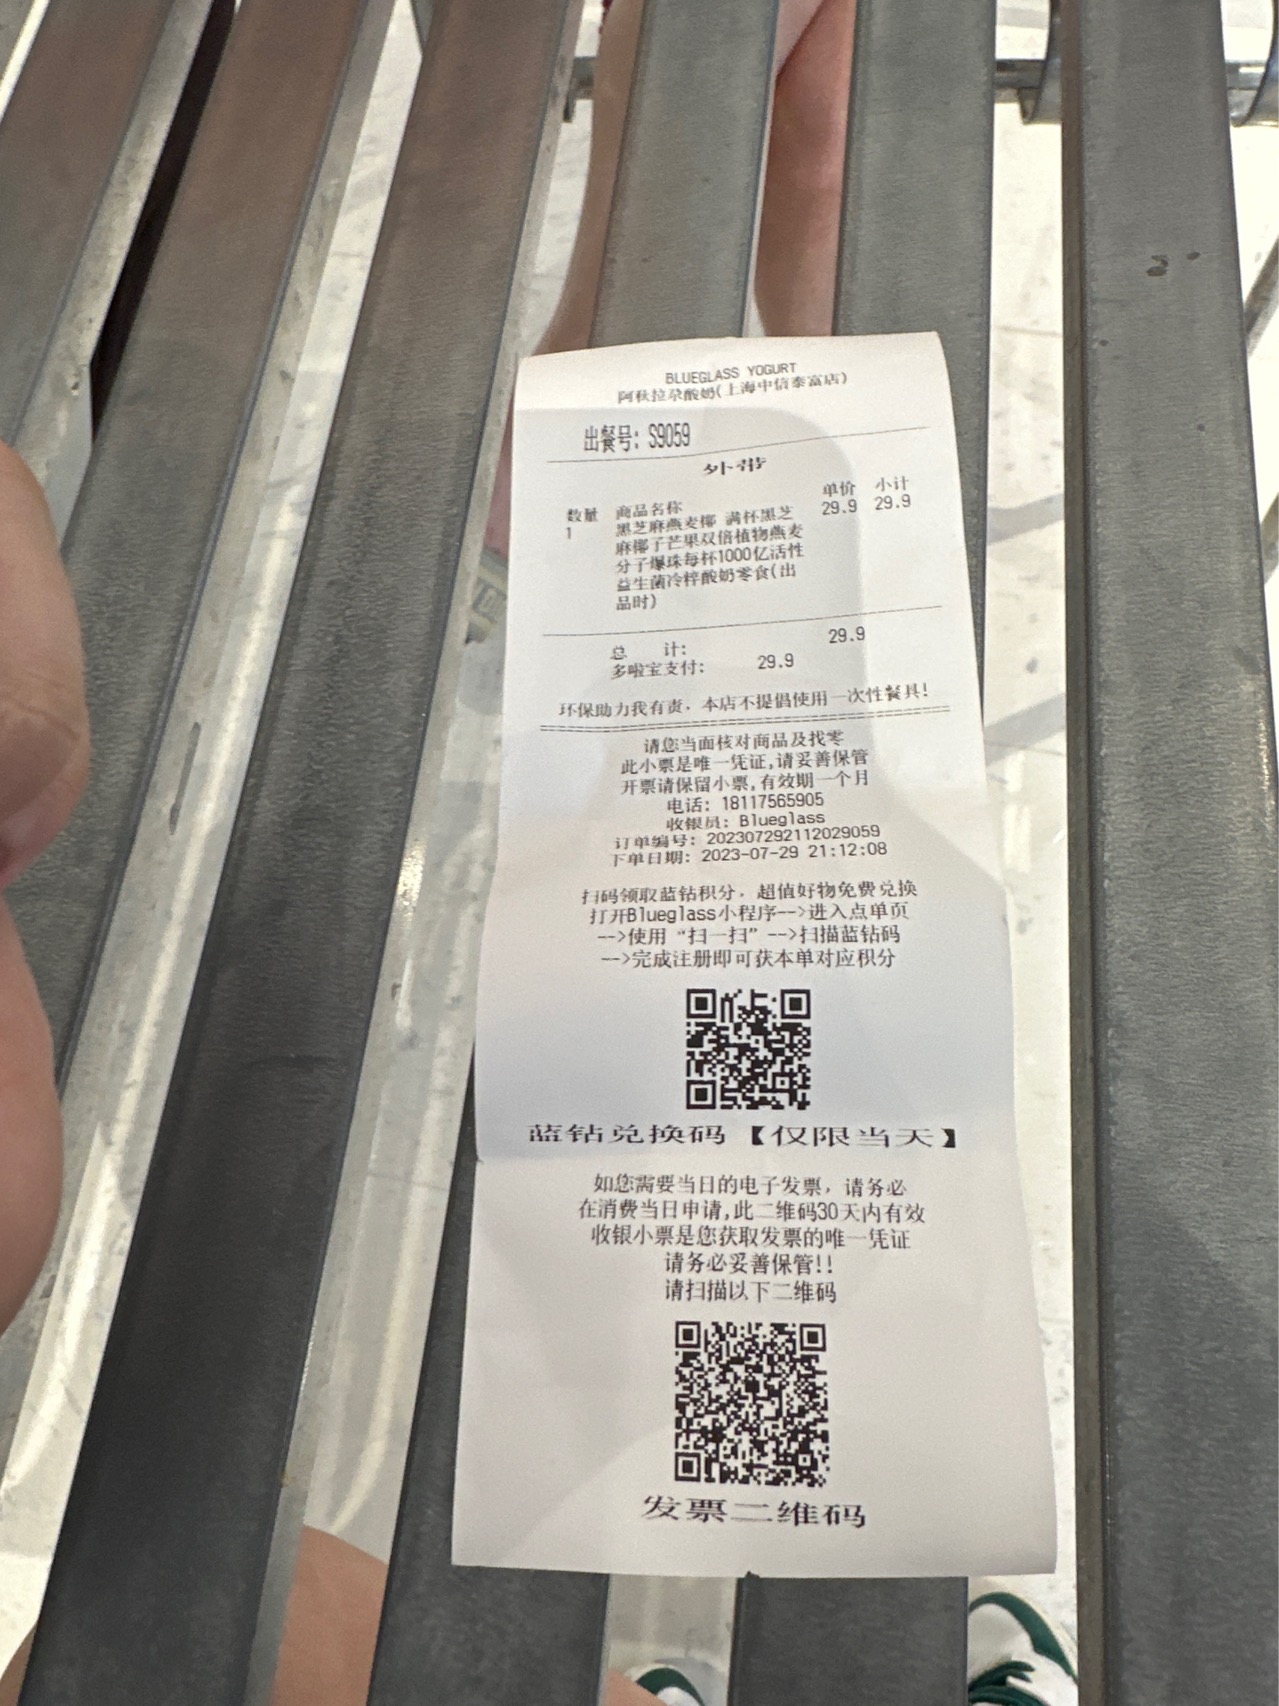 BLUEGLASS YOGURT
阿秋拉尕酸奶(上海中信泰富店)
出餐号: S9059
外带
数量 商品名称 单价 小计
1 黑芝麻燕麦椰 满杯黑芝 29.9 29.9
麻椰子芒果双倍植物燕麦
分子爆珠每杯1000亿活性
益生菌冷榨酸奶零食(出
品时)
总 计: 29.9
多啦宝支付: 29.9
环保助力我有责，本店不提倡使用一次性餐具!
请您当面核对商品及找零
此小票是唯一凭证,请妥善保管
开票请保留小票,有效期一个月
电话: 18117565905
收银员: Blueglass
订单编号: 202307292112029059
下单日期: 2023-07-29 21:12:08
扫码领取蓝钻积分，超值好物免费兑换
打开Blueglass小程序-->进入点单页
-->使用“扫一扫”-->扫描蓝钻码
-->完成注册即可获本单对应积分
蓝钻兑换码【仅限当天】
如您需要当日的电子发票，请务必
在消费当日申请,此二维码30天内有效
收银小票是您获取发票的唯一凭证
请务必妥善保管!!
请扫描以下二维码
发票二维码